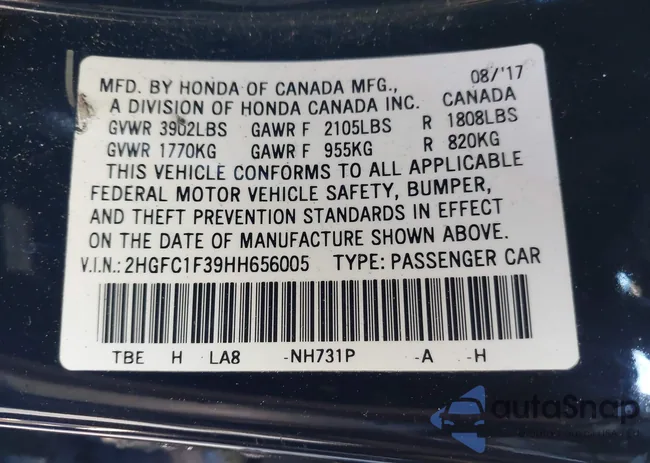 MFD. BY HONDA OF CANADA MFG., 08/'17
A DIVISION OF HONDA CANADA INC. CANADA
GVWR 3902LBS GAWR F 2105LBS R 1808LBS
GVWR 1770KG GAWR F 955KG R 820KG
THIS VEHICLE CONFORMS TO ALL APPLICABLE
FEDERAL MOTOR VEHICLE SAFETY, BUMPER,
AND THEFT PREVENTION STANDARDS IN EFFECT
ON THE DATE OF MANUFACTURE SHOWN ABOVE.
V.I.N.: 2HGFC1F39HH656005 TYPE: PASSENGER CAR
TBE H LA8 -NH731P -A -H
autoSnap